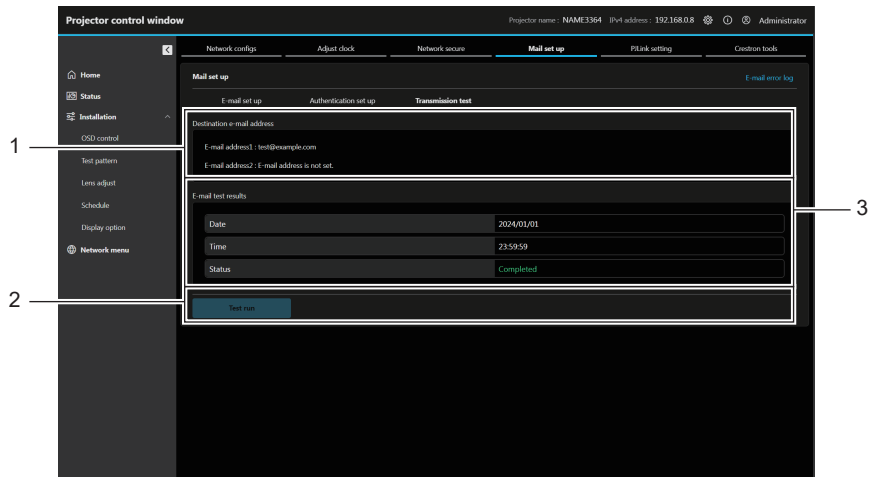 Projector control window
Projector name : NAME3364 IPv4 address : 192.168.0.8 Administrator
Network configs Adjust clock Network secure Mail set up PJLink setting Crestron tools
Home
Status
Installation
OSD control
Test pattern
Lens adjust
Schedule
Display option
Network menu
Mail set up E-mail error log
E-mail set up Authentication set up Transmission test
1
Destination e-mail address
E-mail address1 : test@example.com
E-mail address2 : E-mail address is not set.
3
E-mail test results
Date 2024/01/01
Time 23:59:59
Status Completed
2
Test run